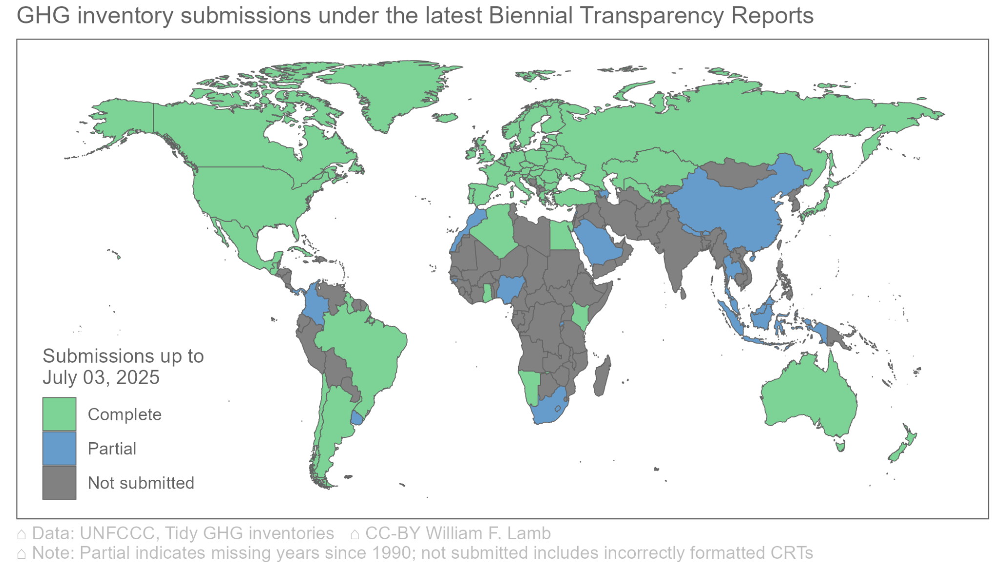 GHG inventory submissions under the latest Biennial Transparency Reports
Submissions up to
July 03, 2025
Complete
Partial
Not submitted
⌂ Data: UNFCCC, Tidy GHG inventories ⌂ CC-BY William F. Lamb
⌂ Note: Partial indicates missing years since 1990; not submitted includes incorrectly formatted CRTs